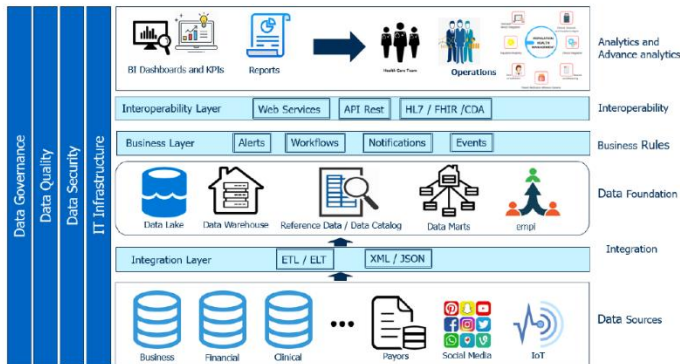 Data Governance
Data Quality
Data Security
IT Infrastructure
BI Dashboards and KPIs
Reports
Health Care Team
Operations
POPULATION
HEALTH
MANAGEMENT
Analytics and
Advance analytics
Interoperability Layer
Web Services
API Rest
HL7 / FHIR /CDA
Interoperability
Business Layer
Alerts
Workflows
Notifications
Events
Business Rules
Data Lake
Data Warehouse
Reference Data / Data Catalog
Data Marts
empi
Data Foundation
Integration
Integration Layer
ETL / ELT
XML / JSON
Business
Financial
Clinical
Payors
Social Media
IoT
Data Sources